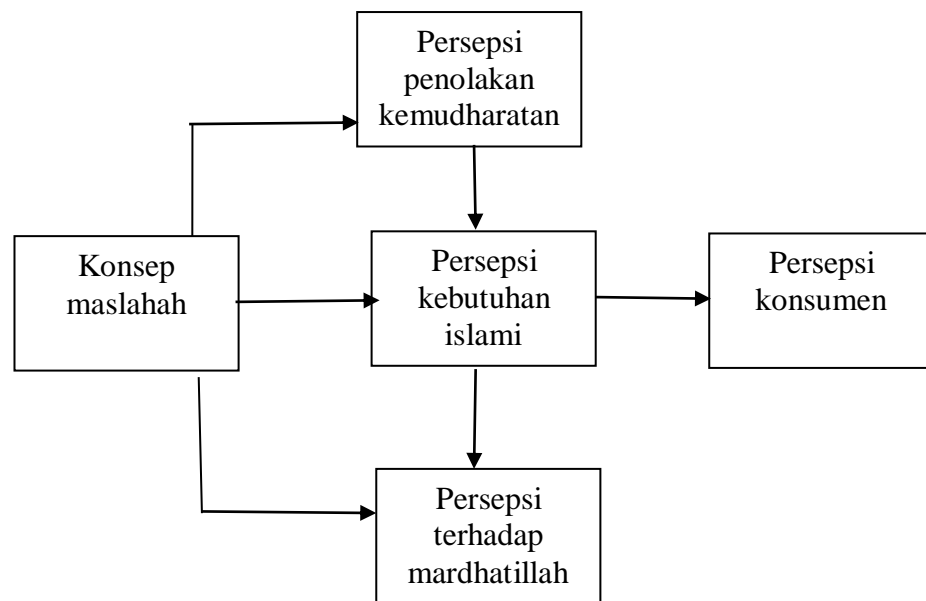 Persepsi
penolakan
kemudharatan
Konsep
maslahah
Persepsi
kebutuhan
islami
Persepsi
konsumen
Persepsi
terhadap
mardhatillah